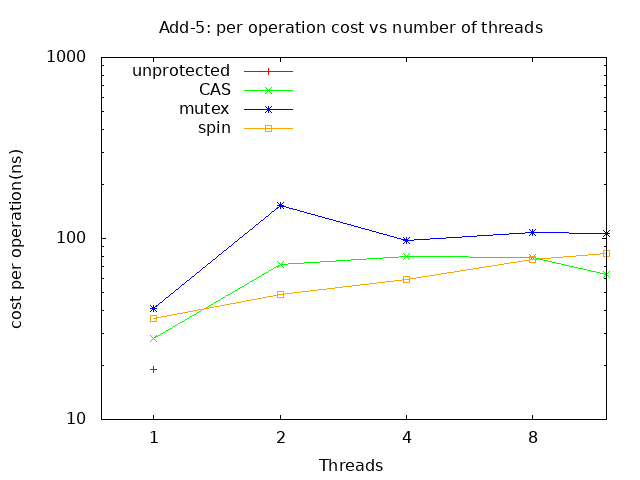 Add-5: per operation cost vs number of threads
1000
unprotected
CAS
mutex
spin
100
10
cost per operation(ns)
1 2 4 8
Threads